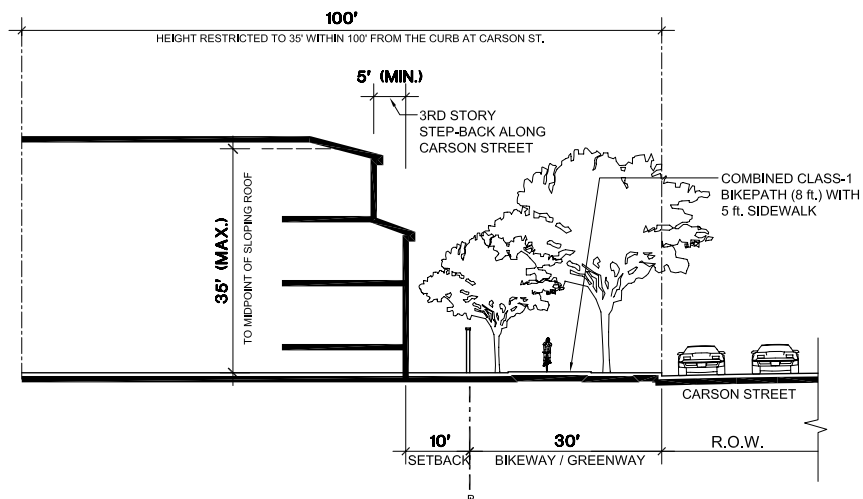 100'
HEIGHT RESTRICTED TO 35' WITHIN 100' FROM THE CURB AT CARSON ST.
5' (MIN.)
3RD STORY
STEP-BACK ALONG
CARSON STREET
COMBINED CLASS-1
BIKEPATH (8 ft.) WITH
5 ft. SIDEWALK
35' (MAX.)
TO MIDPOINT OF SLOPING ROOF
CARSON STREET
10'
SETBACK
30'
BIKEWAY / GREENWAY
R.O.W.